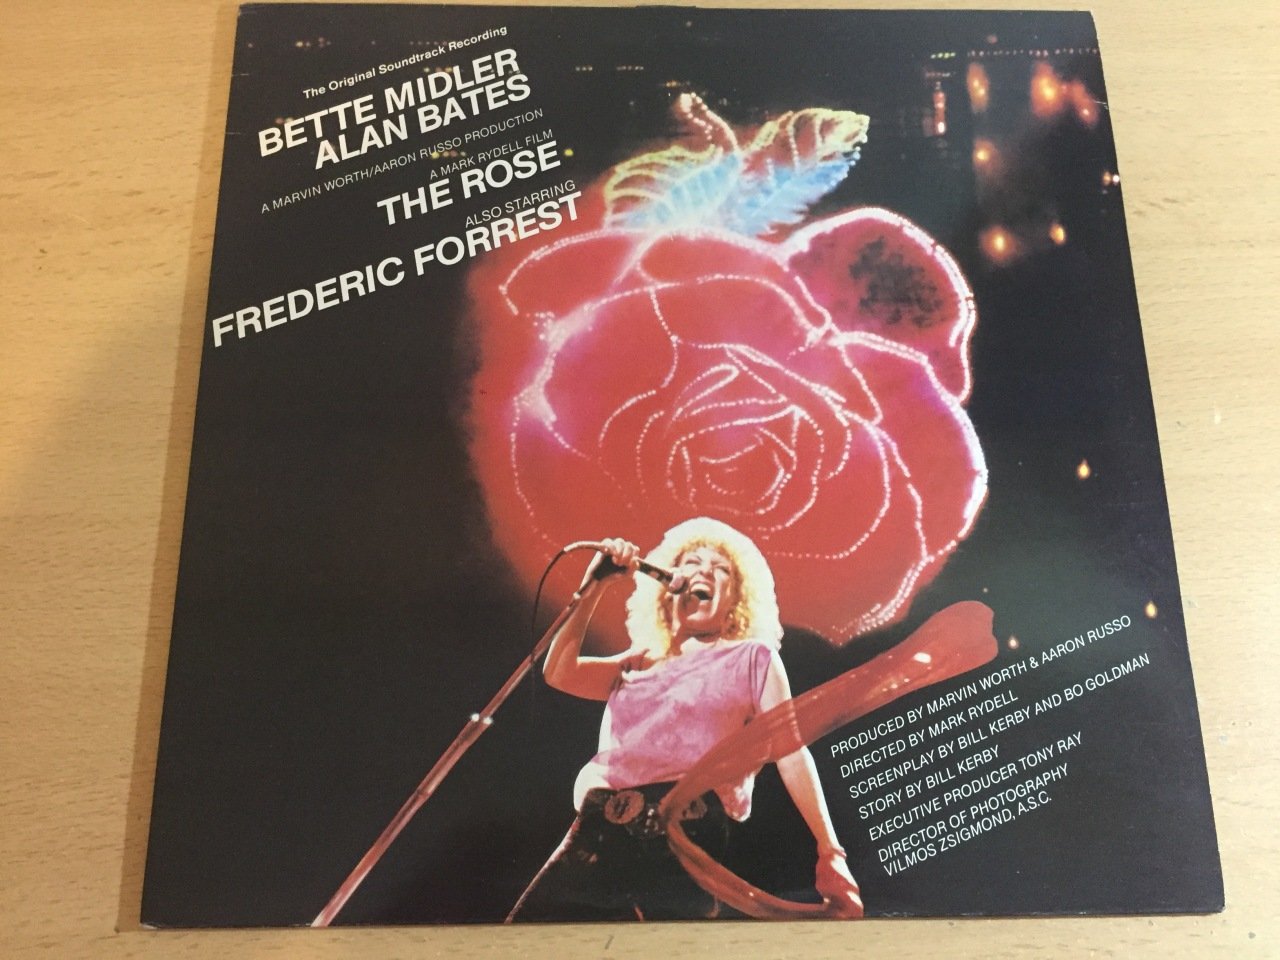 The Original Soundtrack Recording
BETTE MIDLER
ALAN BATES
A MARVIN WORTH/AARON RUSSO PRODUCTION
A MARK RYDELL FILM
THE ROSE
ALSO STARRING
FREDERIC FORREST
PRODUCED BY MARVIN WORTH & AARON RUSSO
DIRECTED BY MARK RYDELL
SCREENPLAY BY BILL KERBY AND BO GOLDMAN
STORY BY BILL KERBY
EXECUTIVE PRODUCER TONY RAY
DIRECTOR OF PHOTOGRAPHY
VILMOS ZSIGMOND, A.S.C.